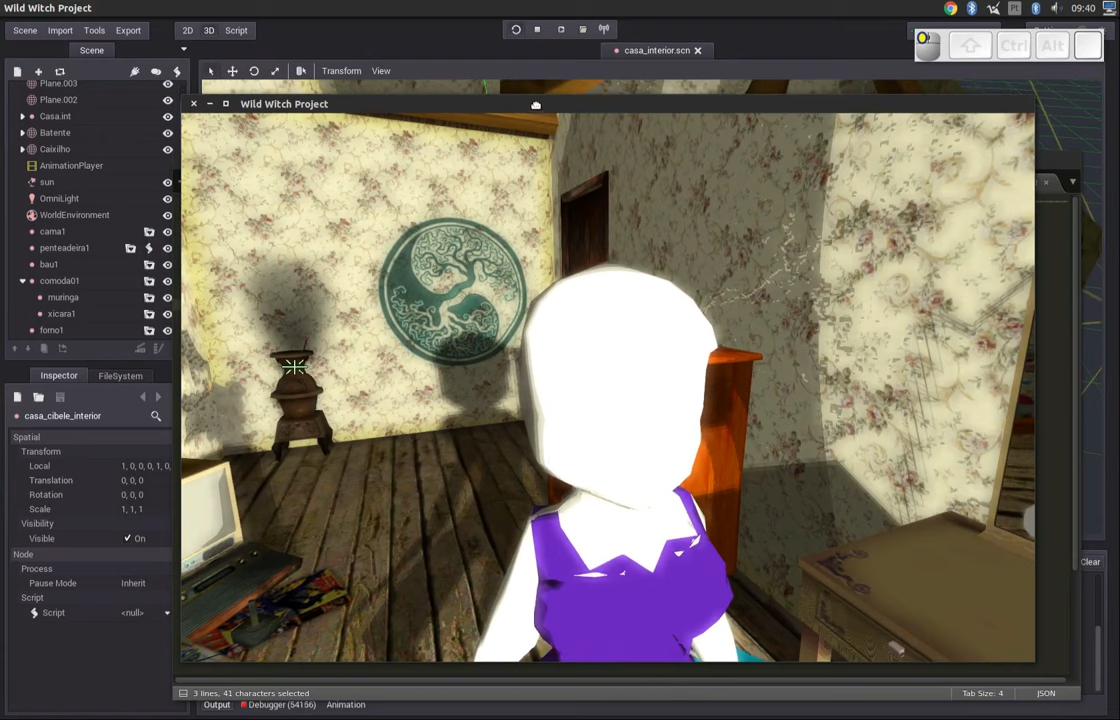 Wild Witch Project
Pt
09:40
Scene Import Tools Export
2D 3D Script
Scene
casa_interior.scn
Ctrl Alt
Transform View
Plane.003
Plane.002
Casa.int
Batente
Caixilho
AnimationPlayer
sun
OmniLight
WorldEnvironment
cama1
penteadeira1
bau1
comoda01
muringa
xicara1
forno1
Wild Witch Project
Inspector FileSystem
casa_cibele_interior
Spatial
Transform
Local 1, 0, 0, 0, 1, 0,
Translation 0, 0, 0
Rotation 0, 0, 0
Scale 1, 1, 1
Visibility
Visible On
Node
Process
Pause Mode Inherit
Script
Script <null>
Clear
3 lines, 41 characters selected
Tab Size: 4 JSON
Output Debugger (54166) Animation